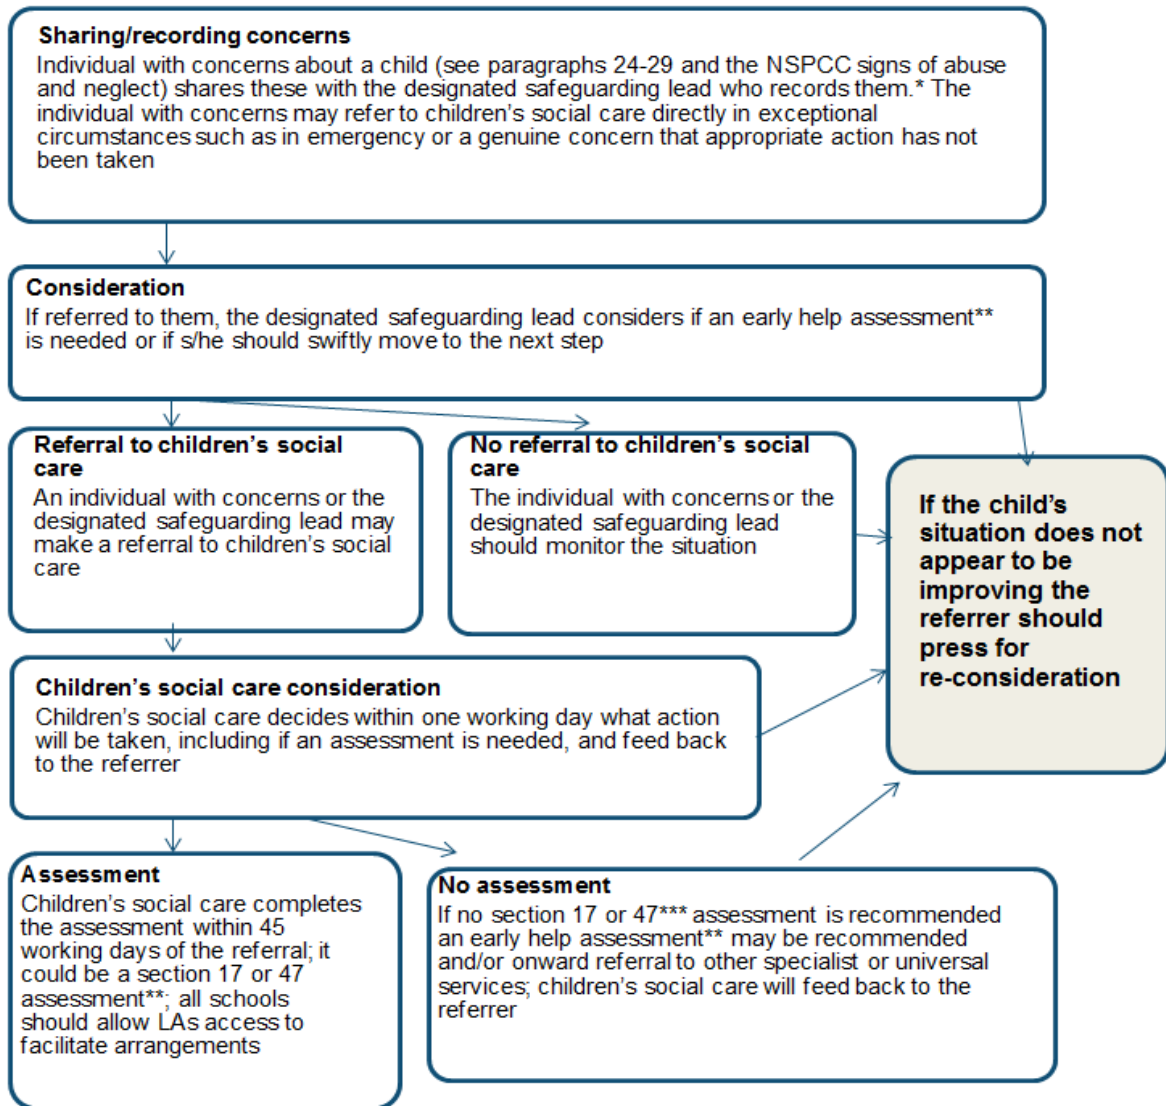 Sharing/recording concerns
Individual with concerns about a child (see paragraphs 24-29 and the NSPCC signs of abuse
and neglect) shares these with the designated safeguarding lead who records them.* The
individual with concerns may refer to children's social care directly in exceptional
circumstances such as in emergency or a genuine concern that appropriate action has not
been taken
Consideration
If referred to them, the designated safeguarding lead considers if an early help assessment**
is needed or if s/he should swiftly move to the next step
Referral to children's social
care
An individual with concerns or the
designated safeguarding lead may
make a referral to children's social
care
No referral to children's social
care
The individual with concerns or the
designated safeguarding lead
should monitor the situation
If the child's
situation does not
appear to be
improving the
referrer should
press for
re-consideration
Children's social care consideration
Children's social care decides within one working day what action
will be taken, including if an assessment is needed, and feed back
to the referrer
Assessment
Children's social care completes
the assessment within 45
working days of the referral; it
could be a section 17 or 47
assessment**; all schools
should allow LAs access to
facilitate arrangements
No assessment
If no section 17 or 47*** assessment is recommended
an early help assessment** may be recommended
and/or onward referral to other specialist or universal
services; children's social care will feed back to the
referrer